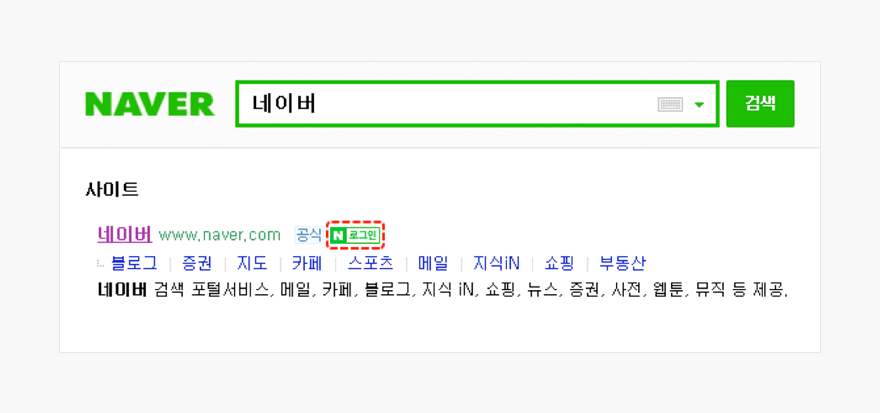 NAVER 네이버 검색
사이트
네이버 www.naver.com 공식 N 로그인
블로그 | 증권 | 지도 | 카페 | 스포츠 | 메일 | 지식iN | 쇼핑 | 부동산
네이버 검색 포털서비스, 메일, 카페, 블로그, 지식 iN, 쇼핑, 뉴스, 증권, 사전, 웹툰, 뮤직 등 제공.